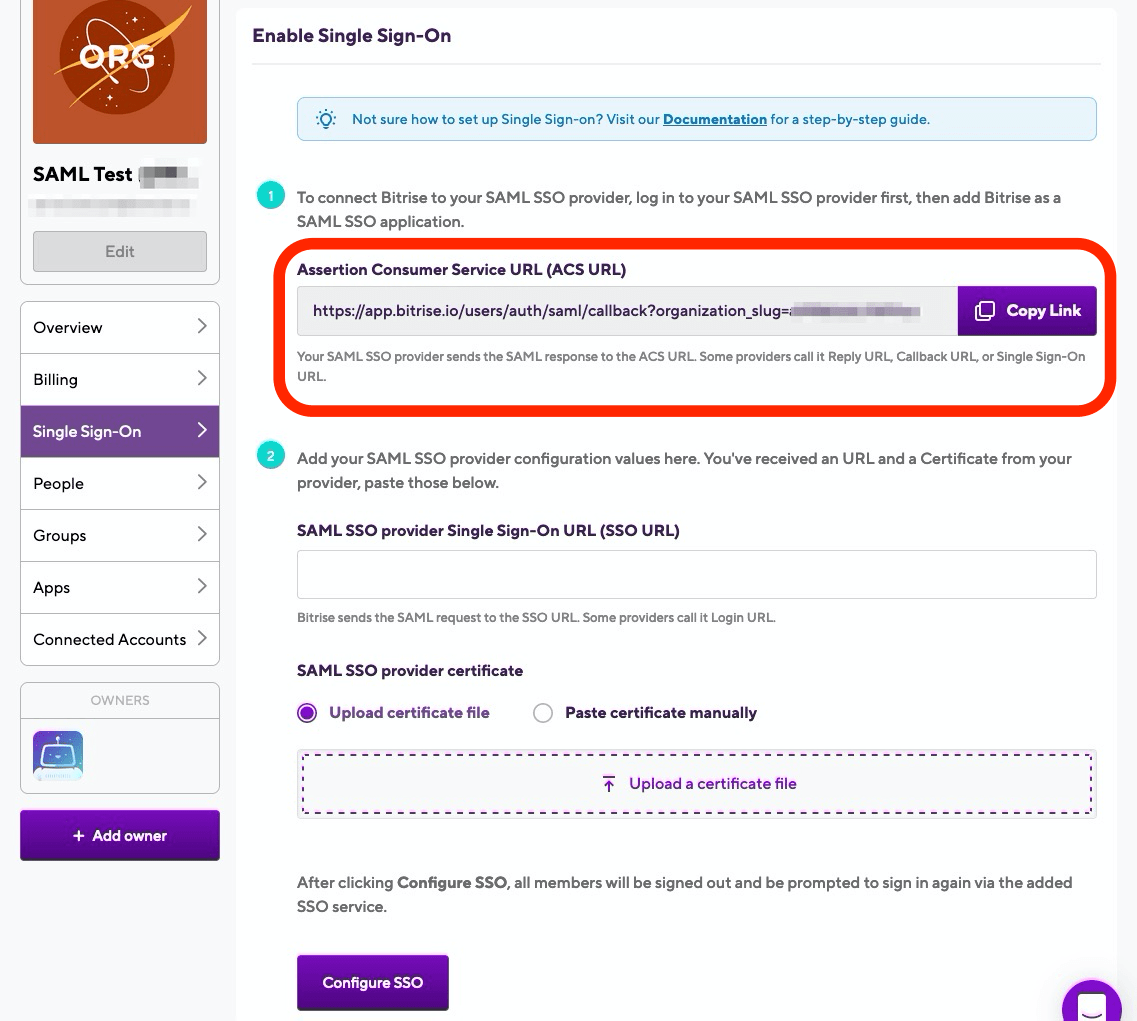 ORG
SAML Test
Edit
Overview
Billing
Single Sign-On
People
Groups
Apps
Connected Accounts
OWNERS
+ Add owner
Enable Single Sign-On
Not sure how to set up Single Sign-on? Visit our Documentation for a step-by-step guide.
1
To connect Bitrise to your SAML SSO provider, log in to your SAML SSO provider first, then add Bitrise as a
SAML SSO application.
Assertion Consumer Service URL (ACS URL)
https://app.bitrise.io/users/auth/saml/callback?organization_slug=
Copy Link
Your SAML SSO provider sends the SAML response to the ACS URL. Some providers call it Reply URL, Callback URL, or Single Sign-On
URL.
2
Add your SAML SSO provider configuration values here. You've received an URL and a Certificate from your
provider, paste those below.
SAML SSO provider Single Sign-On URL (SSO URL)
Bitrise sends the SAML request to the SSO URL. Some providers call it Login URL.
SAML SSO provider certificate
Upload certificate file
Paste certificate manually
Upload a certificate file
After clicking Configure SSO, all members will be signed out and be prompted to sign in again via the added
SSO service.
Configure SSO